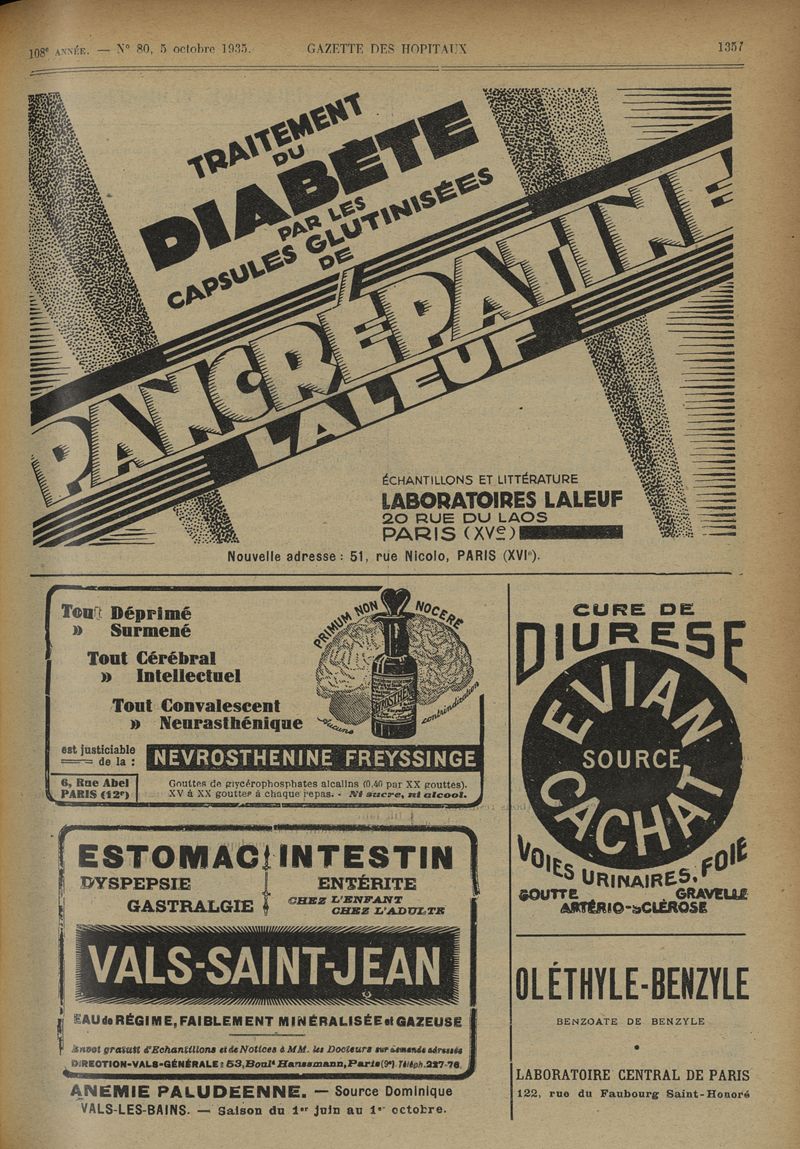 108e ANNÉE. — N° 80, 5 octobre 1935. GAZETTE DES HOPITAUX 1357
TRAITEMENT
DU
DIABÈTE
PAR LES
CAPSULES GLUTINISÉES
DE
PANCRÉPATINE
LALEUF
ÉCHANTILLONS ET LITTÉRATURE
LABORATOIRES LALEUF
20 RUE DU LAOS
PARIS (XVe)
Nouvelle adresse : 51, rue Nicolo, PARIS (XVIe).
Tout Déprimé
» Surmené
Tout Cérébral
» Intellectuel
Tout Convalescent
» Neurasthénique
PRIMUM NON NOCERE
Aucune contrindication
est justiciable
de la :
NEVROSTHENINE FREYSSINGE
6, Rue Abel
PARIS (12e)
Gouttes de glycérophosphates alcalins (0,40 par XX gouttes).
XV à XX gouttes à chaque repas. - Ni sucre, ni alcool.
ESTOMAC INTESTIN
DYSPEPSIE
GASTRALGIE
ENTÉRITE
CHEZ L'ENFANT
CHEZ L'ADULTE
VALS-SAINT-JEAN
EAU de RÉGIME, FAIBLEMENT MINÉRALISÉE et GAZEUSE
Envoi gratuit d'Echantillons et de Notices à MM. les Docteurs sur demande adressée
DIRECTION-VALS-GÉNÉRALE : 53, Boult Haussmann, Paris (9e) Téléph. 227-76
ANEMIE PALUDEENNE. — Source Dominique
VALS-LES-BAINS. — Saison du 1er juin au 1er octobre.
CURE DE
DIURESE
EVIAN
SOURCE
CACHAT
VOIES URINAIRES, FOIE
GOUTTE GRAVELLE
ARTÉRIO-SCLÉROSE
OLÉTHYLE-BENZYLE
BENZOATE DE BENZYLE
LABORATOIRE CENTRAL DE PARIS
122, rue du Faubourg Saint-Honoré